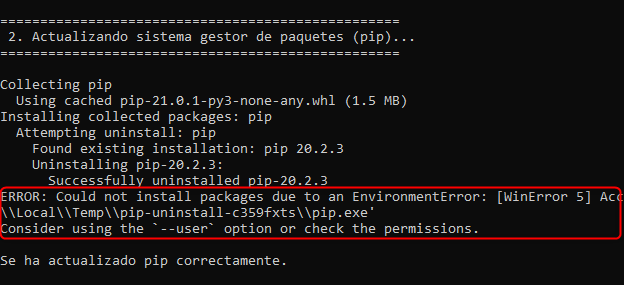 ==================================================
2. Actualizando sistema gestor de paquetes (pip)...
==================================================
Collecting pip
Using cached pip-21.0.1-py3-none-any.whl (1.5 MB)
Installing collected packages: pip
Attempting uninstall: pip
Found existing installation: pip 20.2.3
Uninstalling pip-20.2.3:
Successfully uninstalled pip-20.2.3
ERROR: Could not install packages due to an EnvironmentError: [WinError 5] Acc
\\Local\\Temp\\pip-uninstall-c359fxts\\pip.exe'
Consider using the `--user` option or check the permissions.
Se ha actualizado pip correctamente.